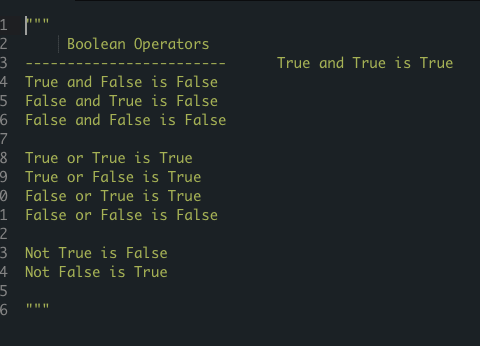 1 """
2 Boolean Operators
3 ------------------------ True and True is True
4 True and False is False
5 False and True is False
6 False and False is False
7
8 True or True is True
9 True or False is True
0 False or True is True
1 False or False is False
2
3 Not True is False
4 Not False is True
5
6 """